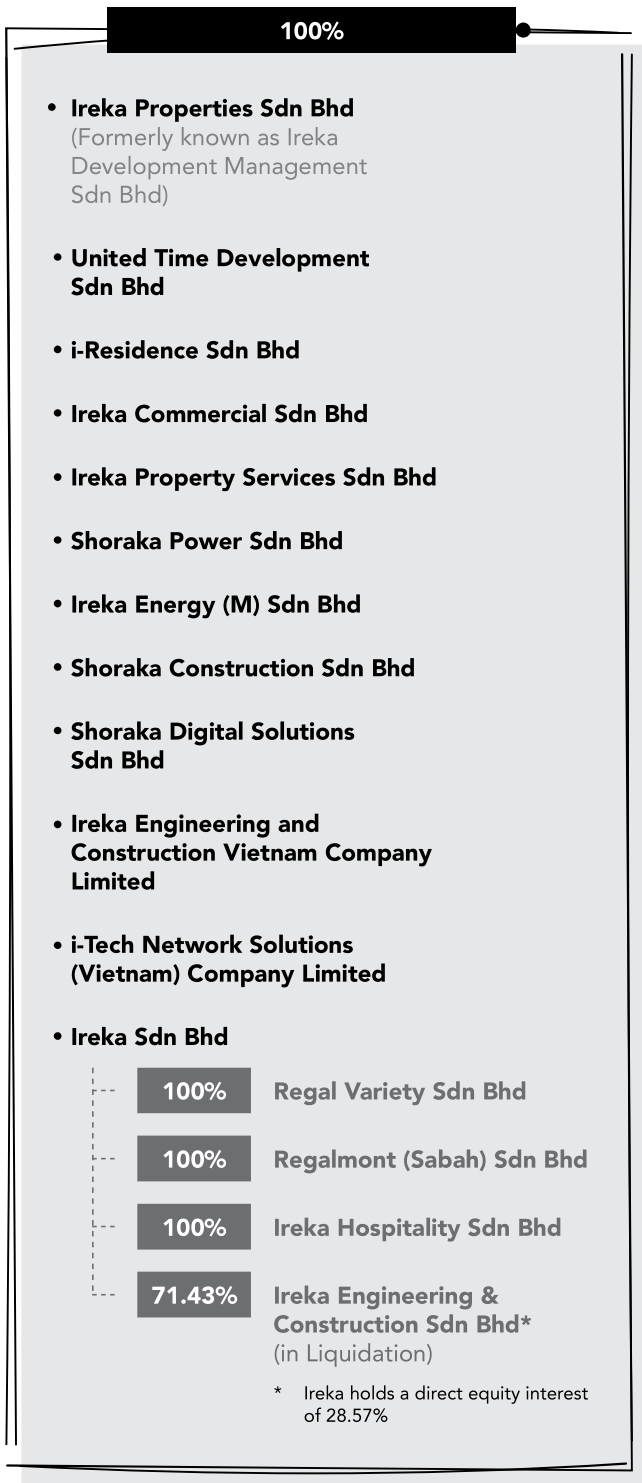 100%
• Ireka Properties Sdn Bhd
(Formerly known as Ireka
Development Management
Sdn Bhd)
• United Time Development
Sdn Bhd
• i-Residence Sdn Bhd
• Ireka Commercial Sdn Bhd
• Ireka Property Services Sdn Bhd
• Shoraka Power Sdn Bhd
• Ireka Energy (M) Sdn Bhd
• Shoraka Construction Sdn Bhd
• Shoraka Digital Solutions
Sdn Bhd
• Ireka Engineering and
Construction Vietnam Company
Limited
• i-Tech Network Solutions
(Vietnam) Company Limited
• Ireka Sdn Bhd
100% Regal Variety Sdn Bhd
100% Regalmont (Sabah) Sdn Bhd
100% Ireka Hospitality Sdn Bhd
71.43% Ireka Engineering &
Construction Sdn Bhd*
(in Liquidation)
* Ireka holds a direct equity interest
of 28.57%